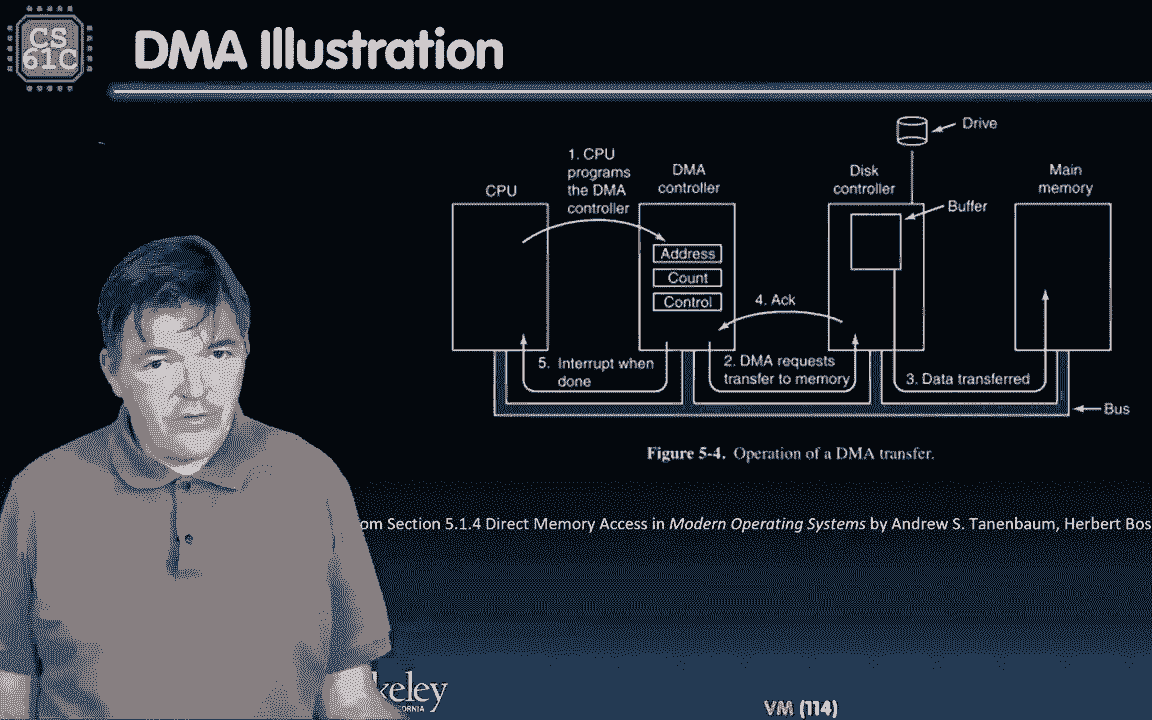 CS
61C
DMA Illustration
Drive
1. CPU
programs
the DMA
controller
CPU
DMA
controller
Disk
controller
Main
memory
Buffer
Address
Count
Control
4. Ack
5. Interrupt when
done
2. DMA requests
transfer to memory
3. Data transferred
Bus
Figure 5-4. Operation of a DMA transfer.
om Section 5.1.4 Direct Memory Access in Modern Operating Systems by Andrew S. Tanenbaum, Herbert Bos
keley
ORNIA
VM (114)